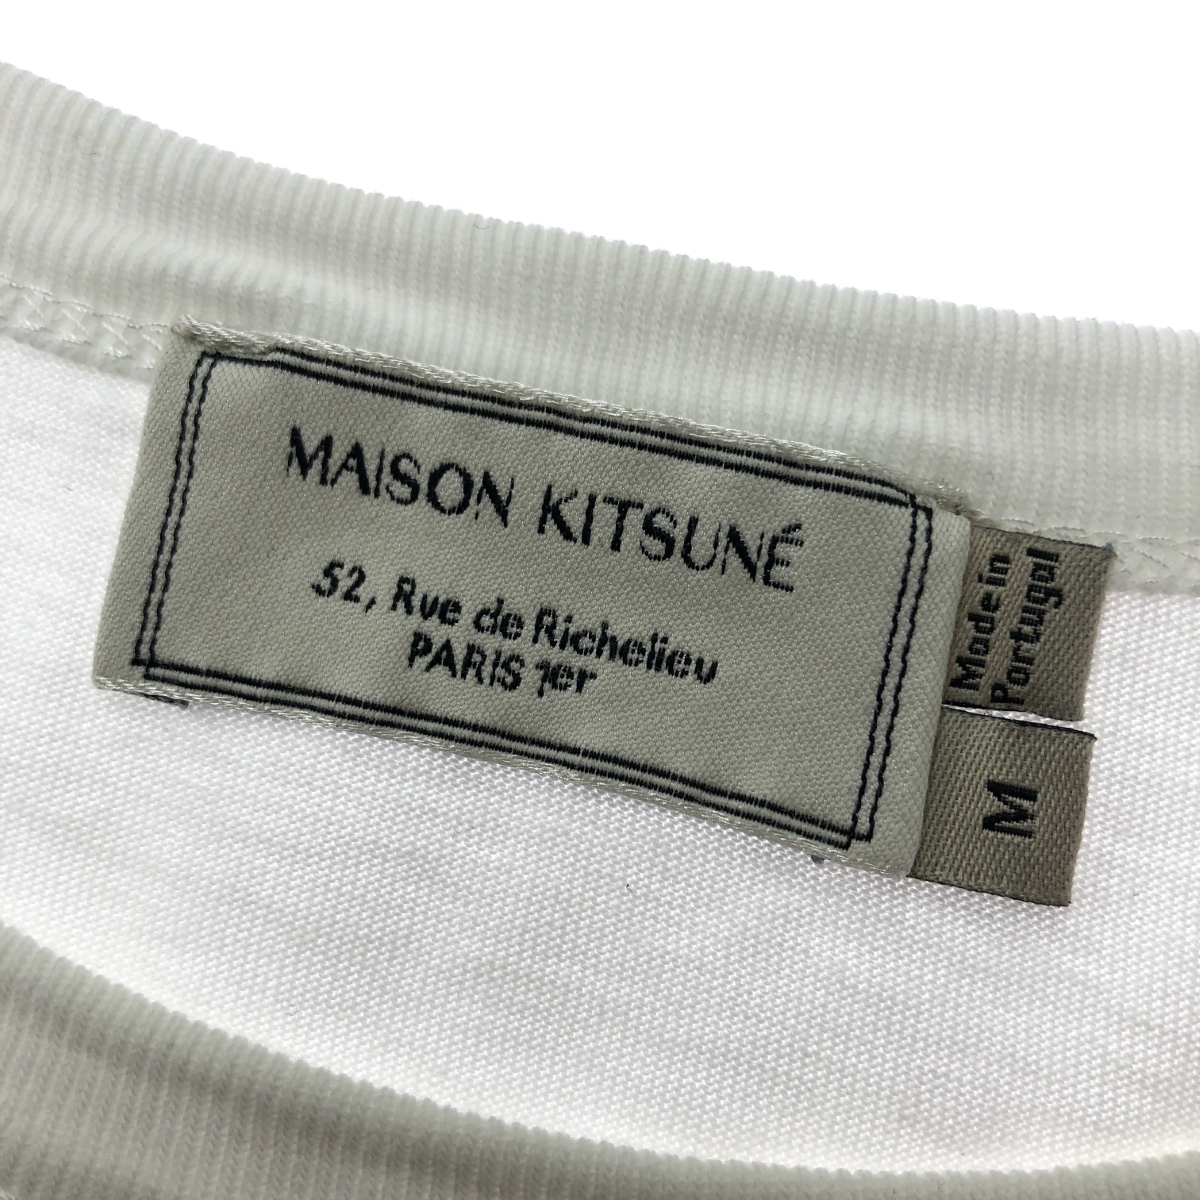 MAISON KITSUNÉ
52, Rue de Richelieu
PARIS 1er
Made in
Portugal
M